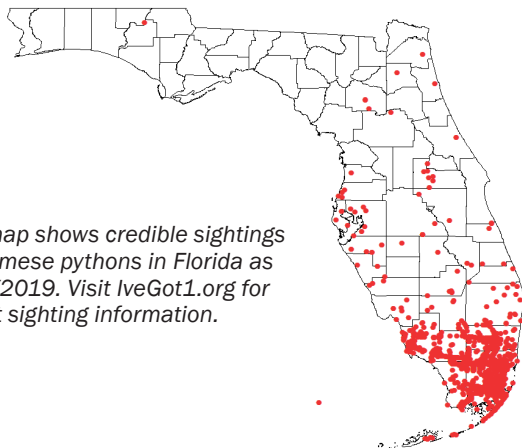 map shows credible sightings
mese pythons in Florida as
2019. Visit IveGot1.org for
sighting information.